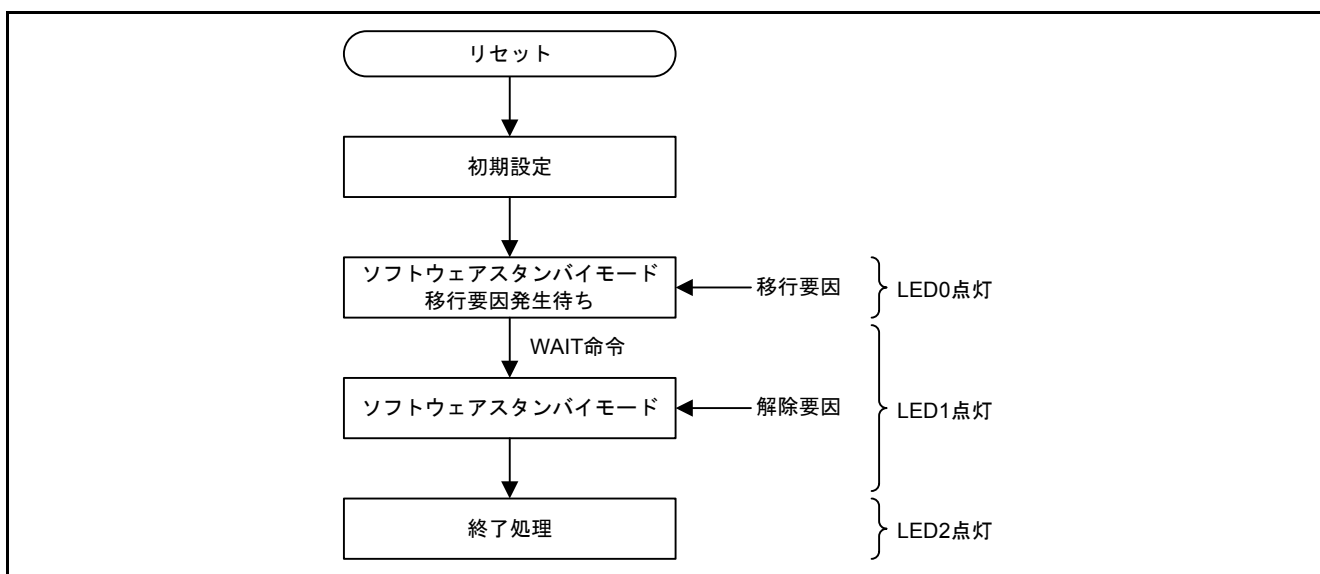 リセット
初期設定
ソフトウェアスタンバイモード
移行要因発生待ち
移行要因
LED0点灯
WAIT命令
ソフトウェアスタンバイモード
解除要因
LED1点灯
終了処理
LED2点灯